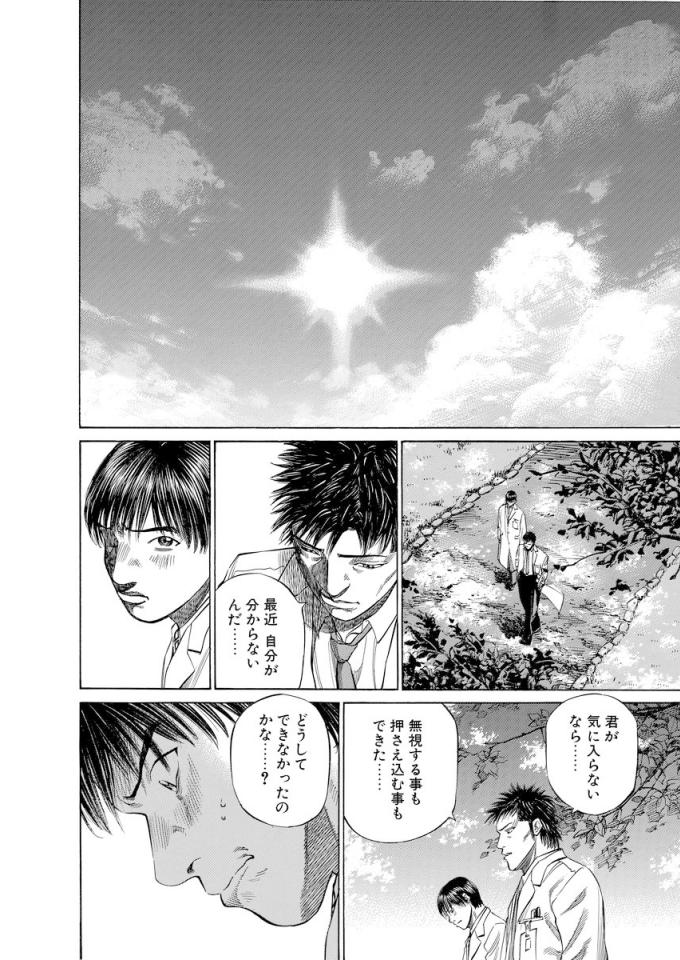 最近 自分が
分からない
んだ……
君が
気に入らない
なら……
無視する事も
押さえ込む事も
できた……
どうして
できなかったの
かな……?